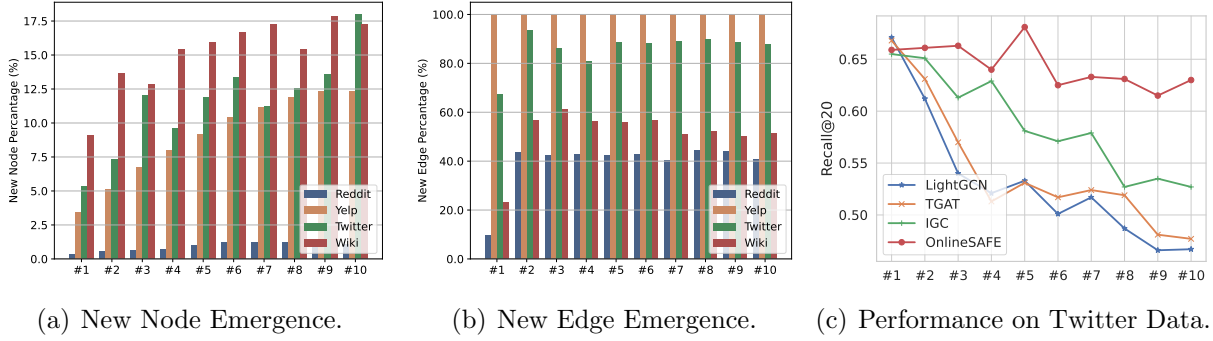 New Node Percentage (%)
17.5
15.0
12.5
10.0
7.5
5.0
2.5
0.0
#1 #2 #3 #4 #5 #6 #7 #8 #9 #10
Reddit
Yelp
Twitter
Wiki
(a) New Node Emergence.
New Edge Percantage (%)
100.0
80.0
60.0
40.0
20.0
0.0
#1 #2 #3 #4 #5 #6 #7 #8 #9 #10
Reddit
Yelp
Twitter
Wiki
(b) New Edge Emergence.
Recall@20
0.65
0.60
0.55
0.50
#1 #2 #3 #4 #5 #6 #7 #8 #9 #10
LightGCN
TGAT
IGC
OnlineSAFE
(c) Performance on Twitter Data.